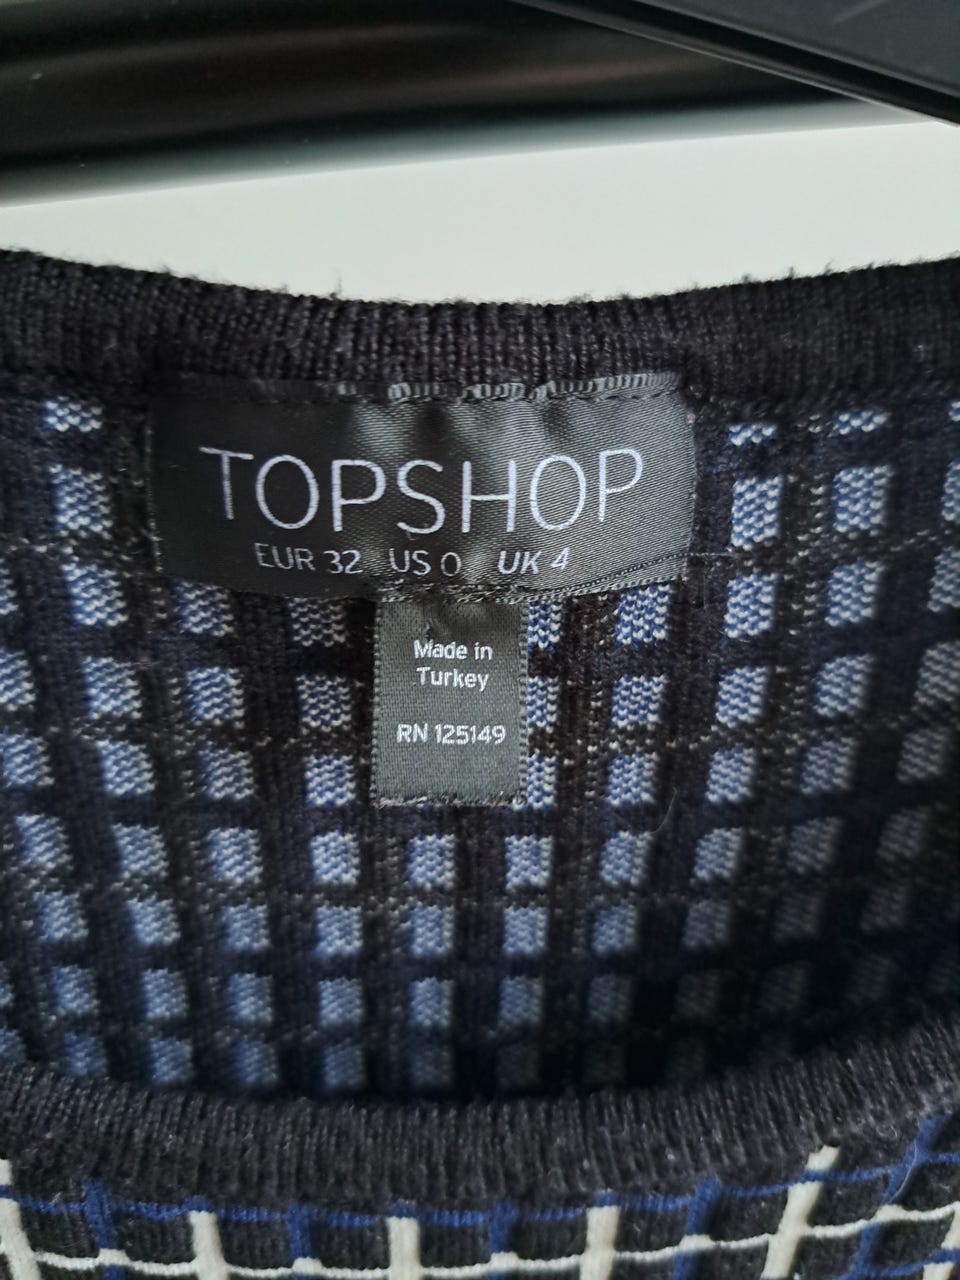 TOPSHOP
EUR 32 US 0 UK 4
Made in
Turkey
RN 125149